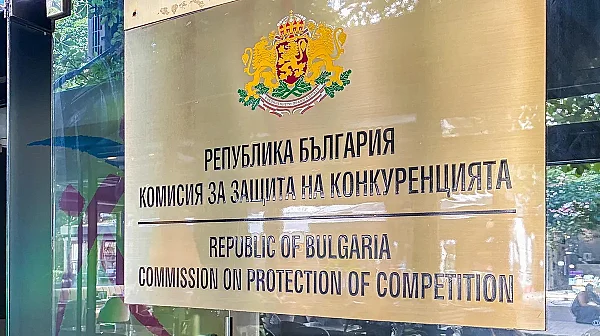 РЕПУБЛИКА БЪЛГАРИЯ
КОМИСИЯ ЗА ЗАЩИТА НА КОНКУРЕНЦИЯТА
REPUBLIC OF BULGARIA
COMMISSION ON PROTECTION OF COMPETITION